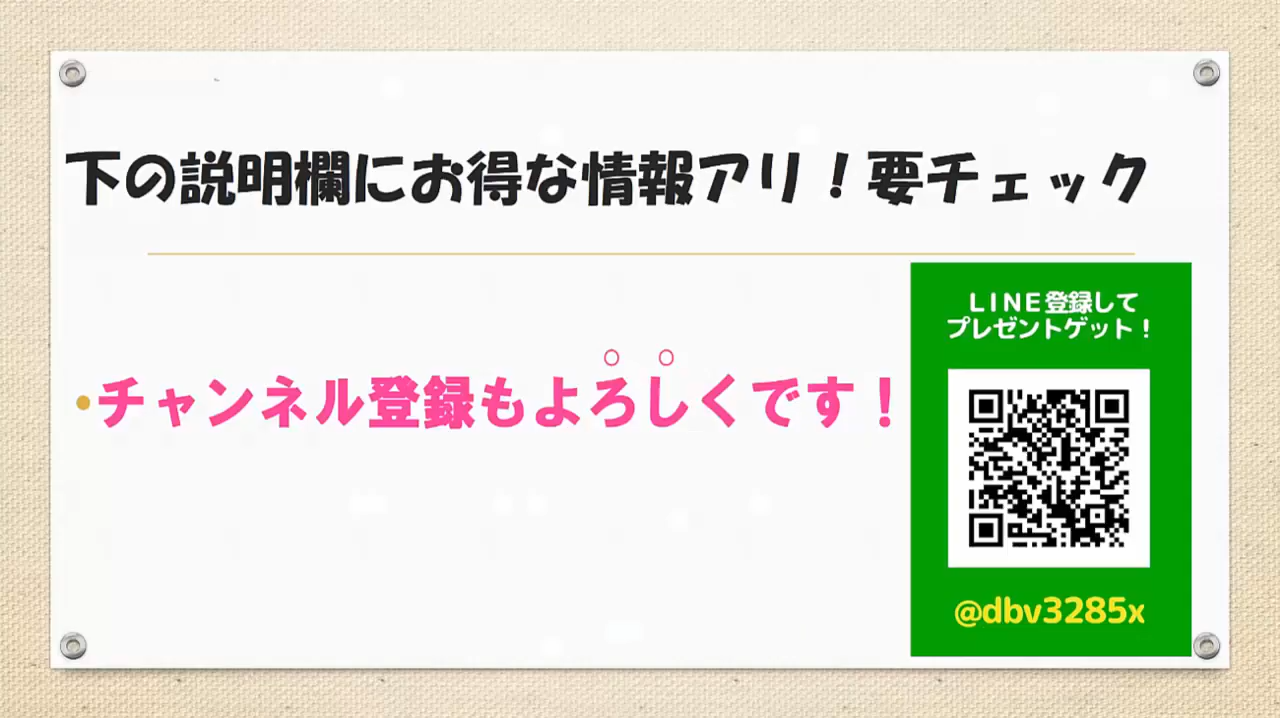 下の説明欄にお得な情報アリ！要チェック
•チャンネル登録もよろしくです！
ＬＩＮＥ登録して
プレゼントゲット！
@dbv3285x